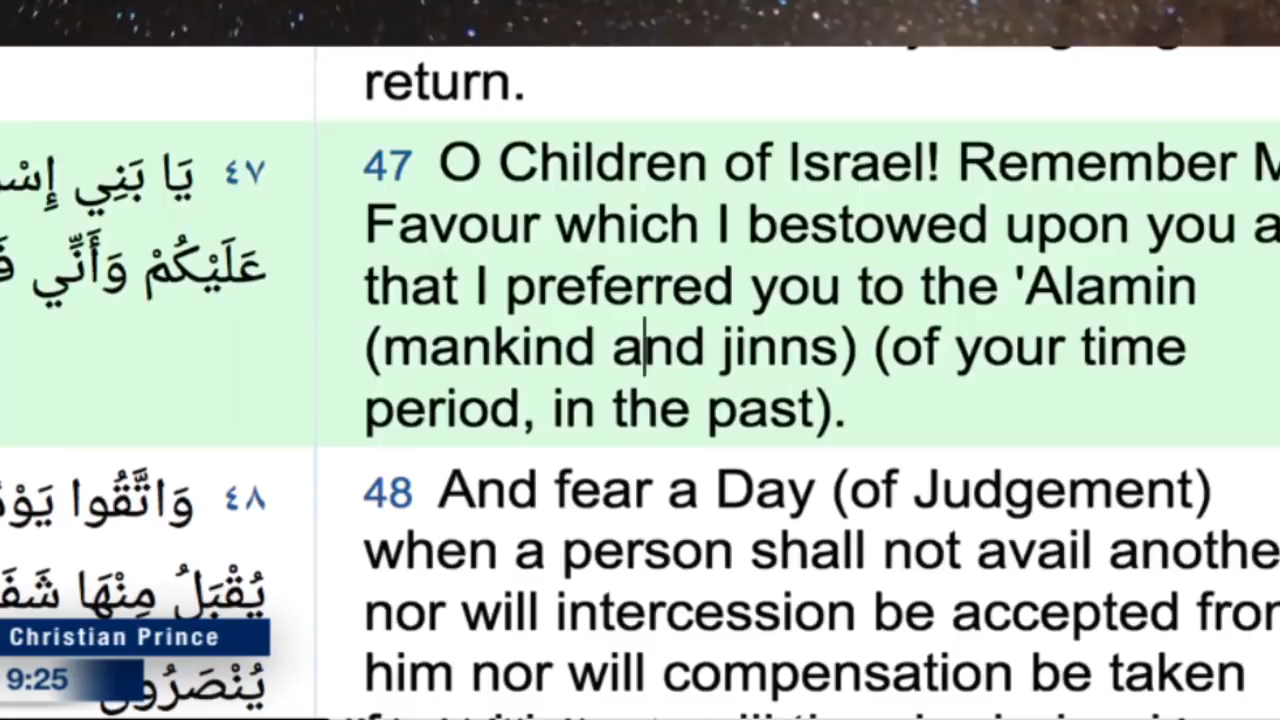 return.
٤٧ يَا بَنِي
47 O Children of Israel! Remember
عَلَيْكُمْ وَأَنِّي
Favour which I bestowed upon you
that I preferred you to the 'Alamin
(mankind and jinns) (of your time
period, in the past).
٤٨ وَاتَّقُوا
48 And fear a Day (of Judgement)
when a person shall not avail
يُقْبَلُ مِنْهَا
nor will intercession be accepted
Christian Prince
him nor will compensation be taken
9:25